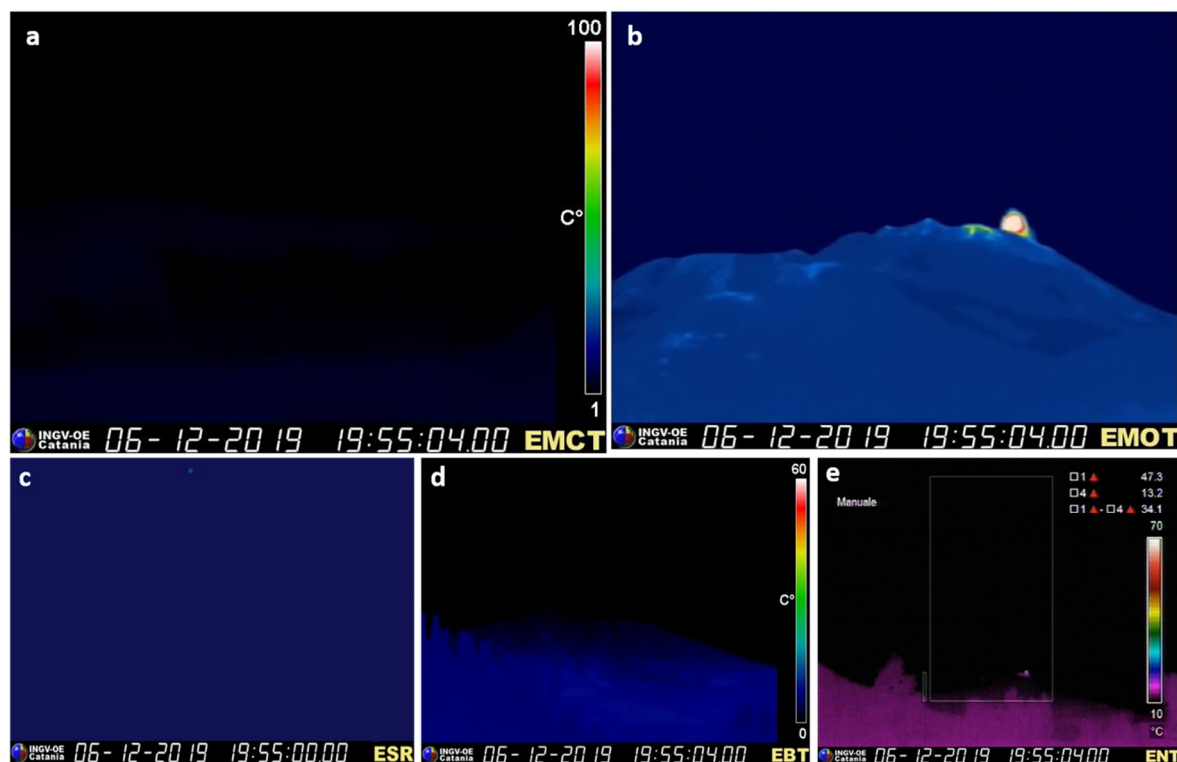 a
100
C°
1
INGV-OE
Catania
06-12-2019 19:55:04.00 EMCT
b
INGV-OE
Catania
06-12-2019 19:55:04.00 EMOT
c
INGV-OE
Catania
06-12-2019 19:55:00.00 ESR
d
60
C°
0
INGV-OE
Catania
06-12-2019 19:55:04.00 EBT
e
Manuale
□1 ▲ 47.3
□4 ▲ 13.2
□1 ▲ - □4 ▲ 34.1
70
10
°C
INGV-OE
Catania
06-12-2019 19:55:04.00 ENT